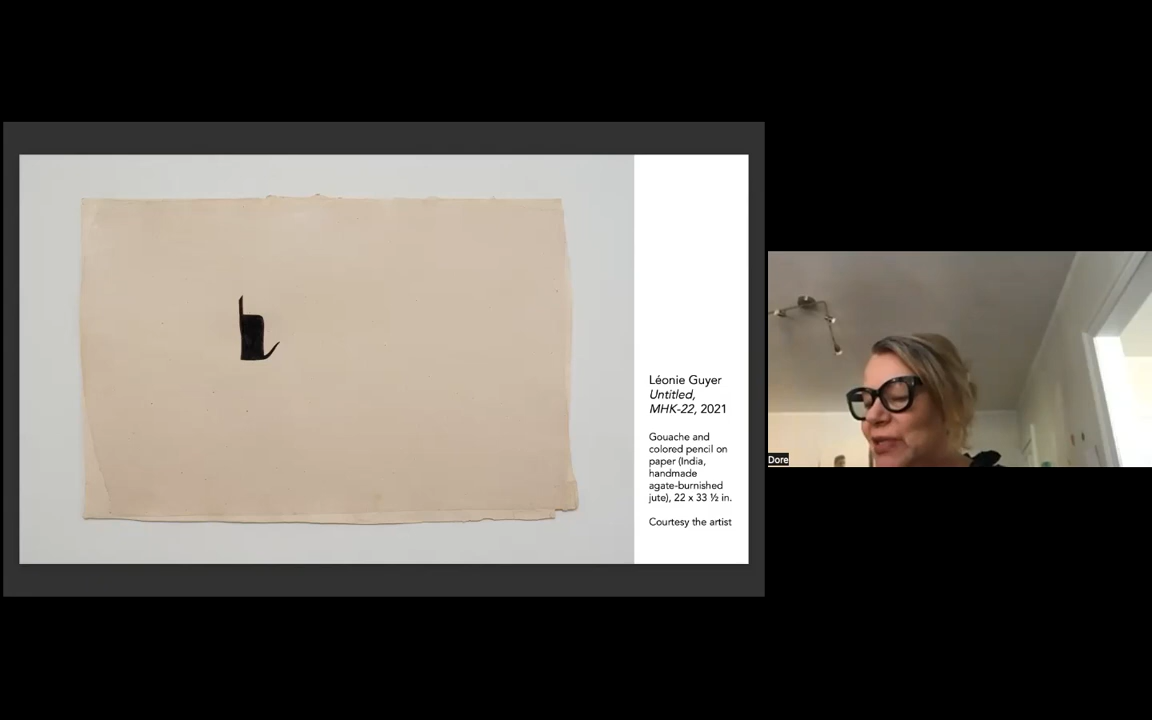 Léonie Guyer
Untitled,
MHK-22, 2021
Gouache and
colored pencil on
paper (India,
handmade
agate-burnished
jute), 22 x 33 ½ in.
Courtesy the artist
Dore